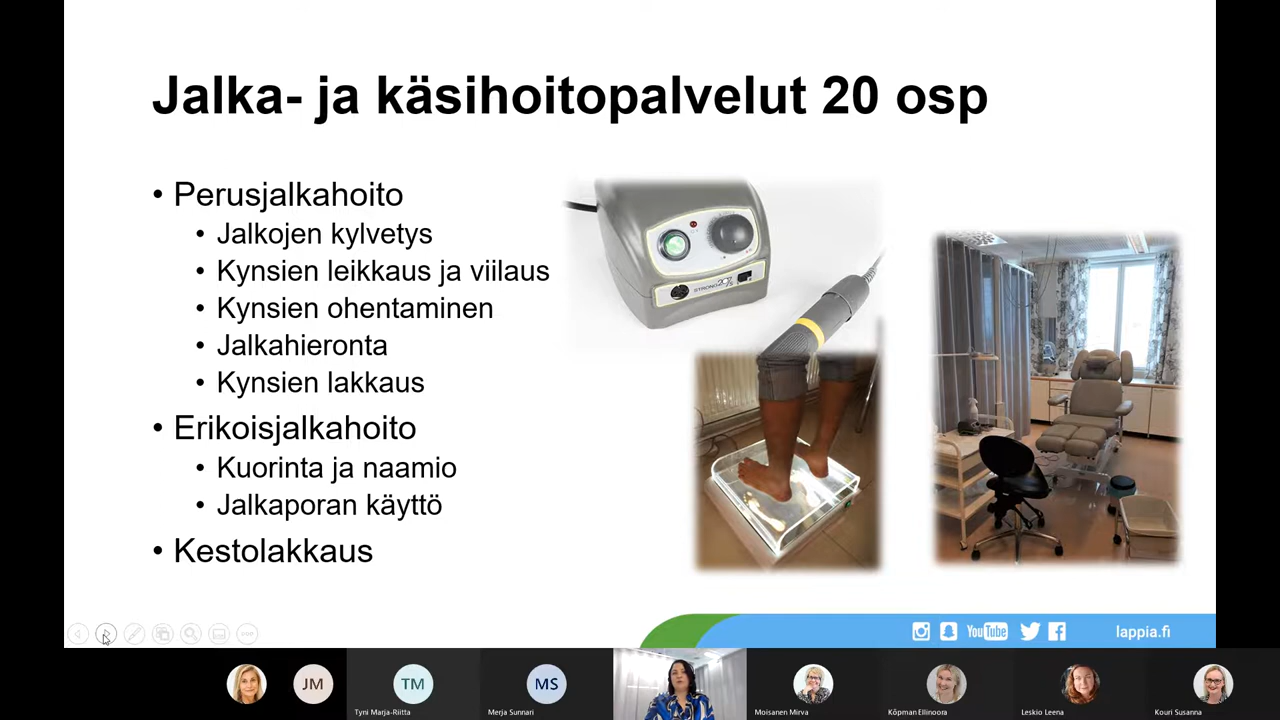 Jalka- ja käsihoitopalvelut 20 osp
• Perusjalkahoito
• Jalkojen kylvetys
• Kynsien leikkaus ja viilaus
• Kynsien ohentaminen
• Jalkahieronta
• Kynsien lakkaus
• Erikoisjalkahoito
• Kuorinta ja naamio
• Jalkaporan käyttö
• Kestolakkaus
STRONG
YouTube
lappia.fi
JM
TM
MS
Tyni Marja-Riitta
Merja Sunnari
Moisanen Mirva
Köpman Ellinoora
Leskio Leena
Kouri Susanna